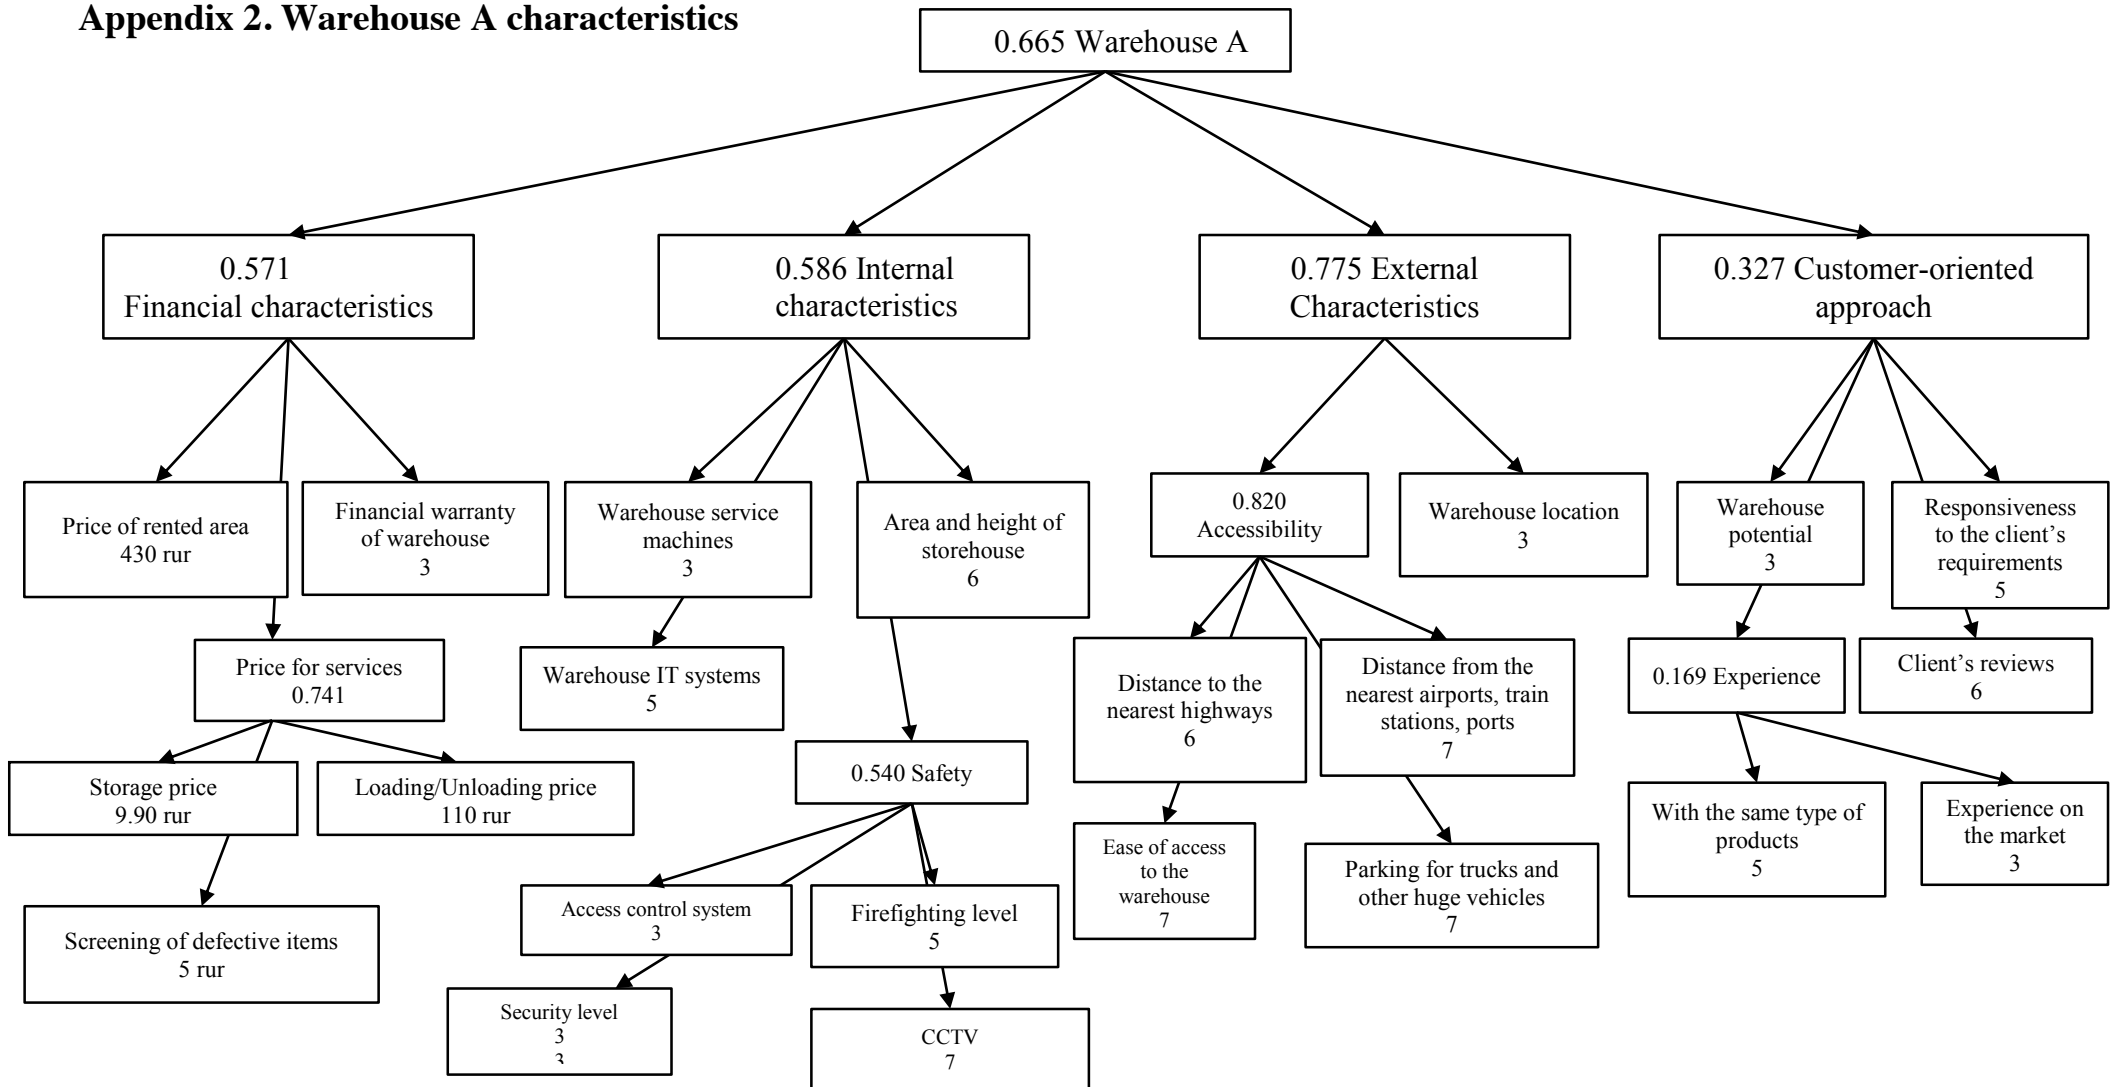 Appendix 2. Warehouse A characteristics
0.665 Warehouse A
0.571
Financial characteristics
0.586 Internal
characteristics
0.775 External
Characteristics
0.327 Customer-oriented
approach
Price of rented area
430 rur
Financial warranty
of warehouse
3
Warehouse service
machines
3
Area and height of
storehouse
6
0.820
Accessibility
Warehouse location
3
Warehouse
potential
3
Responsiveness
to the client’s
requirements
5
Price for services
0.741
Warehouse IT systems
5
Distance to the
nearest highways
6
Distance from the
nearest airports, train
stations, ports
7
0.169 Experience
Client’s reviews
6
Storage price
9.90 rur
Loading/Unloading price
110 rur
0.540 Safety
With the same type of
products
5
Experience on
the market
3
Ease of access
to the
warehouse
7
Parking for trucks and
other huge vehicles
7
Screening of defective items
5 rur
Access control system
3
Firefighting level
5
Security level
3
3
CCTV
7